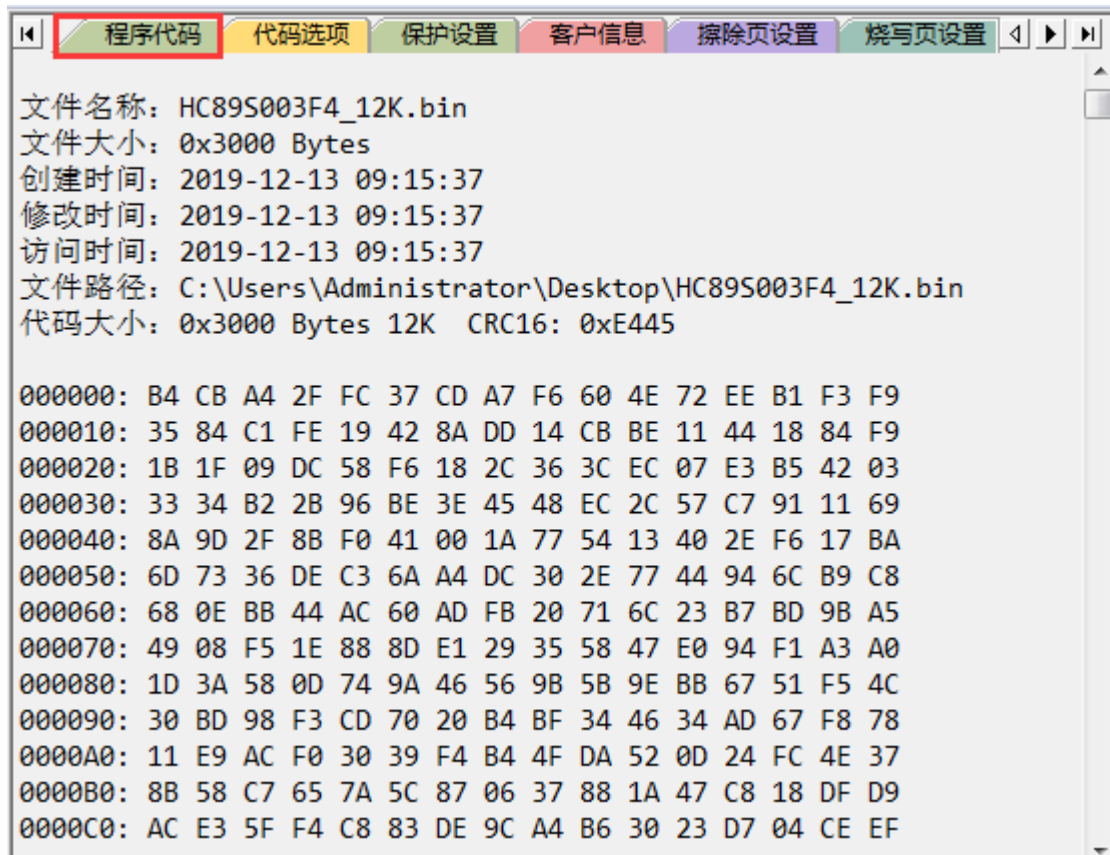 程序代码 代码选项 保护设置 客户信息 擦除页设置 烧写页设置
文件名称: HC89S003F4_12K.bin
文件大小: 0x3000 Bytes
创建时间: 2019-12-13 09:15:37
修改时间: 2019-12-13 09:15:37
访问时间: 2019-12-13 09:15:37
文件路径: C:\Users\Administrator\Desktop\HC89S003F4_12K.bin
代码大小: 0x3000 Bytes 12K  CRC16: 0xE445
000000: B4 CB A4 2F FC 37 CD A7 F6 60 4E 72 EE B1 F3 F9
000010: 35 84 C1 FE 19 42 8A DD 14 CB BE 11 44 18 84 F9
000020: 1B 1F 09 DC 58 F6 18 2C 36 3C EC 07 E3 B5 42 03
000030: 33 34 B2 2B 96 BE 3E 45 48 EC 2C 57 C7 91 11 69
000040: 8A 9D 2F 8B F0 41 00 1A 77 54 13 40 2E F6 17 BA
000050: 6D 73 36 DE C3 6A A4 DC 30 2E 77 44 94 6C B9 C8
000060: 68 0E BB 44 AC 60 AD FB 20 71 6C 23 B7 BD 9B A5
000070: 49 08 F5 1E 88 8D E1 29 35 58 47 E0 94 F1 A3 A0
000080: 1D 3A 58 0D 74 9A 46 56 9B 5B 9E BB 67 51 F5 4C
000090: 30 BD 98 F3 CD 70 20 B4 BF 34 46 34 AD 67 F8 78
0000A0: 11 E9 AC F0 30 39 F4 B4 4F DA 52 0D 24 FC 4E 37
0000B0: 8B 58 C7 65 7A 5C 87 06 37 88 1A 47 C8 18 DF D9
0000C0: AC E3 5F F4 C8 83 DE 9C A4 B6 30 23 D7 04 CE EF